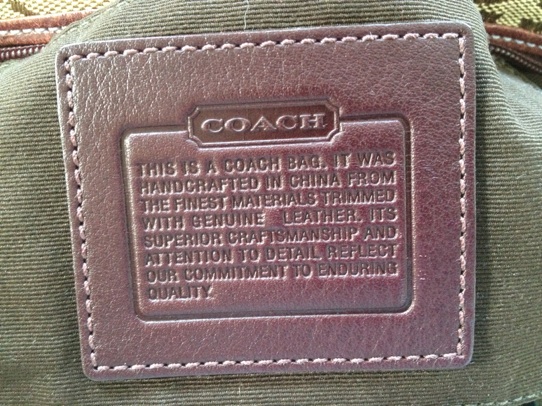 COACH
THIS IS A COACH BAG. IT WAS
HANDCRAFTED IN CHINA FROM
THE FINEST MATERIALS TRIMMED
WITH GENUINE LEATHER. ITS
SUPERIOR CRAFTSMANSHIP AND
ATTENTION TO DETAIL REFLECT
OUR COMMITMENT TO ENDURING
QUALITY.